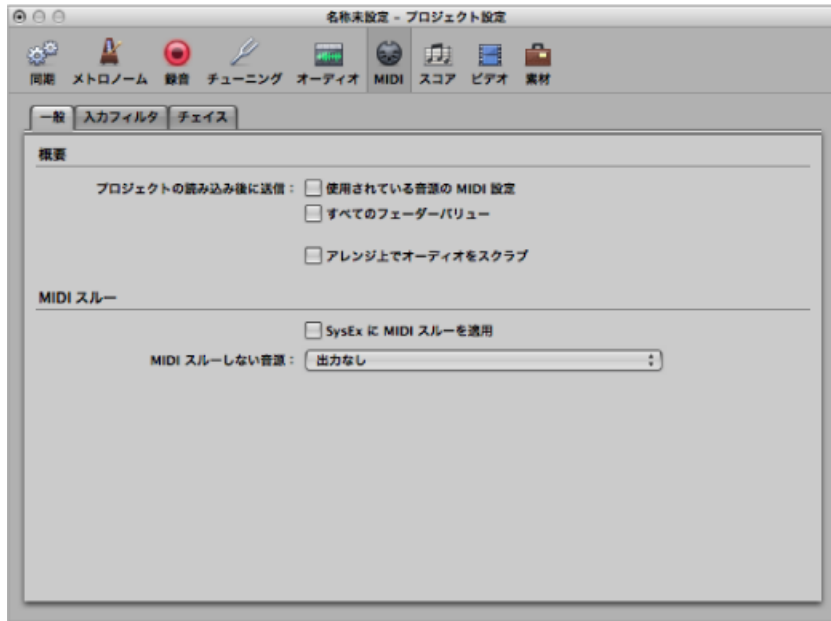 名称未設定 - プロジェクト設定
同期 メトロノーム 録音 チューニング オーディオ MIDI スコア ビデオ 素材
一般 入力フィルタ チェイス
概要
プロジェクトの読み込み後に送信： 使用されている音源の MIDI 設定
すべてのフェーダーバリュー
アレンジ上でオーディオをスクラブ
MIDI スルー
SysEx に MIDI スルーを適用
MIDI スルーしない音源： 出力なし